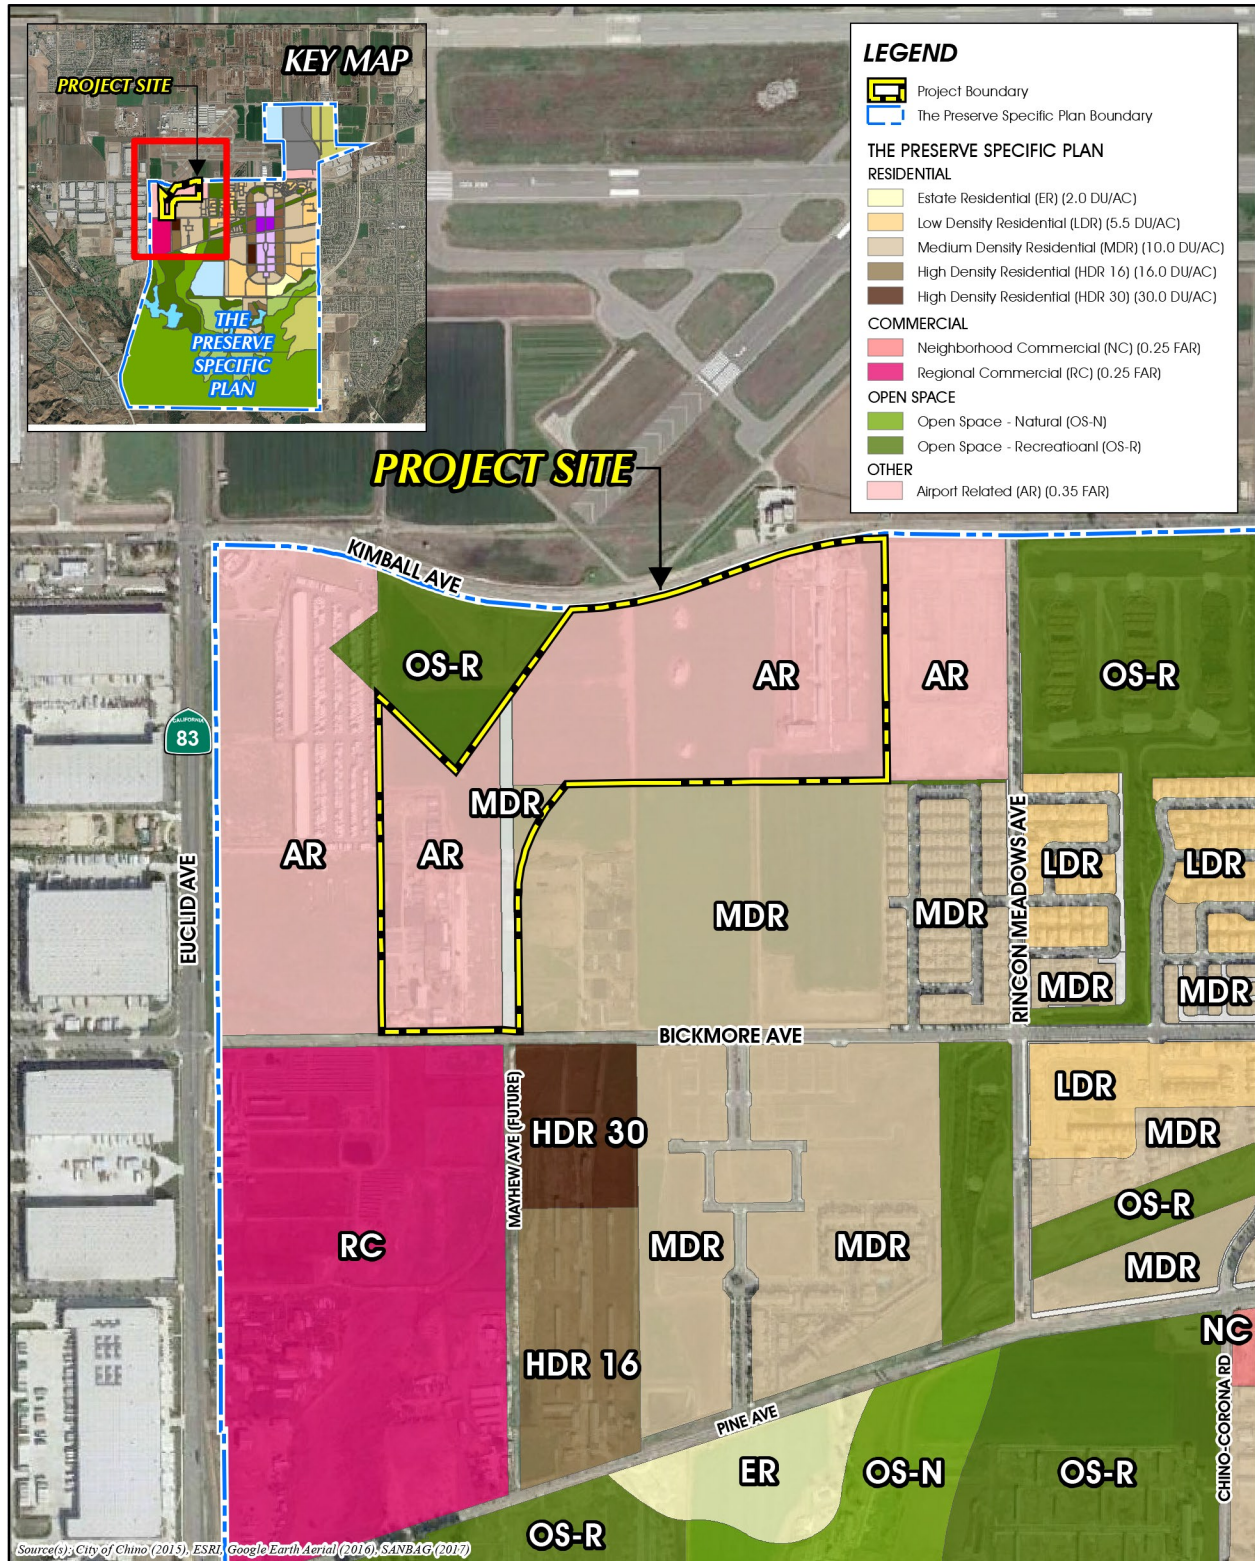 KEY MAP
PROJECT SITE
THE
PRESERVE
SPECIFIC
PLAN
LEGEND
Project Boundary
The Preserve Specific Plan Boundary
THE PRESERVE SPECIFIC PLAN
RESIDENTIAL
Estate Residential (ER) (2.0 DU/AC)
Low Density Residential (LDR) (5.5 DU/AC)
Medium Density Residential (MDR) (10.0 DU/AC)
High Density Residential (HDR 16) (16.0 DU/AC)
High Density Residential (HDR 30) (30.0 DU/AC)
COMMERCIAL
Neighborhood Commercial (NC) (0.25 FAR)
Regional Commercial (RC) (0.25 FAR)
OPEN SPACE
Open Space - Natural (OS-N)
Open Space - Recreatioanl (OS-R)
OTHER
Airport Related (AR) (0.35 FAR)
PROJECT SITE
KIMBALL AVE
OS-R
AR
AR
OS-R
CALIFORNIA
83
MDR
EUCLID AVE
AR
AR
MDR
MDR
RINCON MEADOWS AVE
LDR
LDR
MDR
MDR
BICKMORE AVE
MAYHEW AVE (FUTURE)
HDR 30
LDR
MDR
OS-R
RC
MDR
MDR
MDR
NC
HDR 16
CHINO-CORONA RD
PINE AVE
ER
OS-N
OS-R
OS-R
Source(s): City of Chino (2015), ESRI, Google Earth Aerial (2016), SANBAG (2017)